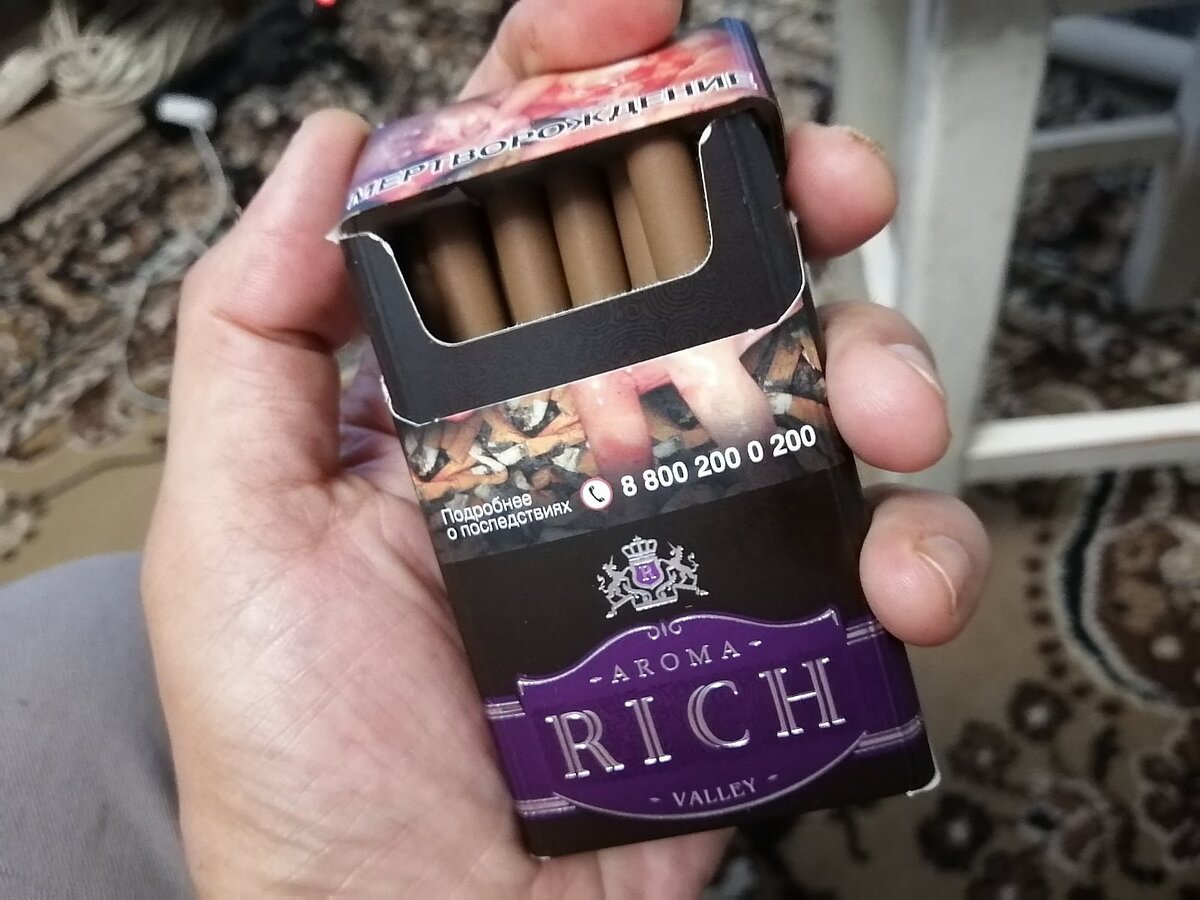 МЕРТВОРОЖДЕНИЕ
Подробнее
о последствиях
8 800 200 0 200
R
- AROMA -
RICH
- VALLEY -